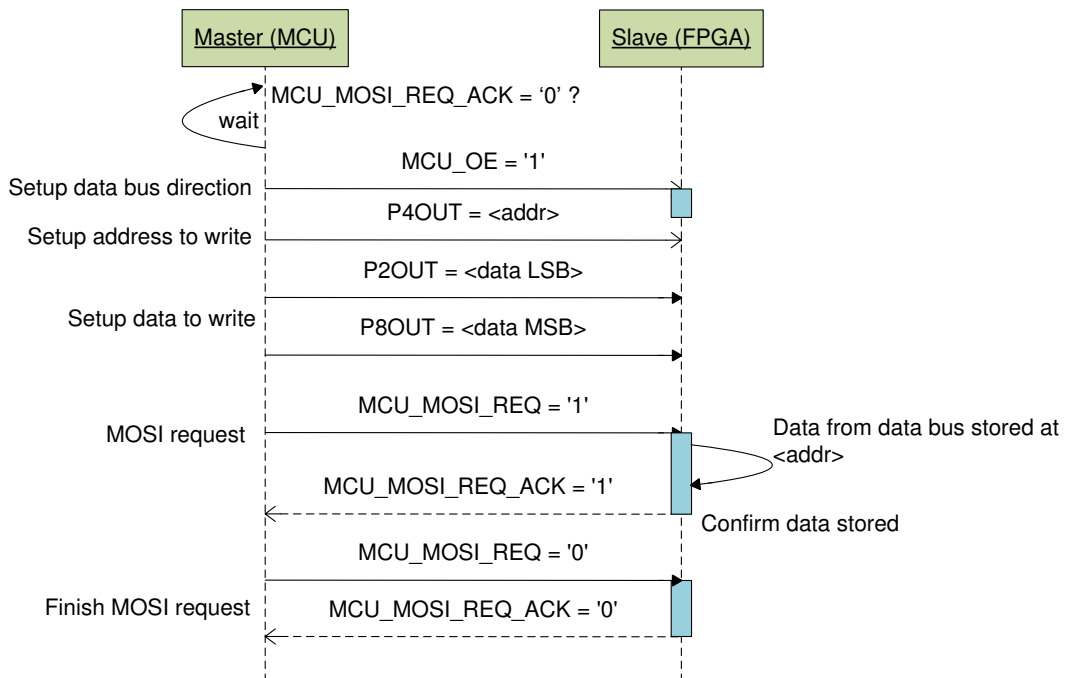 Master (MCU)
Slave (FPGA)
MCU_MOSI_REQ_ACK = ‘0’ ?
wait
MCU_OE = '1'
Setup data bus direction
P4OUT = <addr>
Setup address to write
P2OUT = <data LSB>
Setup data to write
P8OUT = <data MSB>
MCU_MOSI_REQ = '1'
MOSI request
Data from data bus stored at
<addr>
MCU_MOSI_REQ_ACK = '1'
Confirm data stored
MCU_MOSI_REQ = '0'
Finish MOSI request
MCU_MOSI_REQ_ACK = '0'